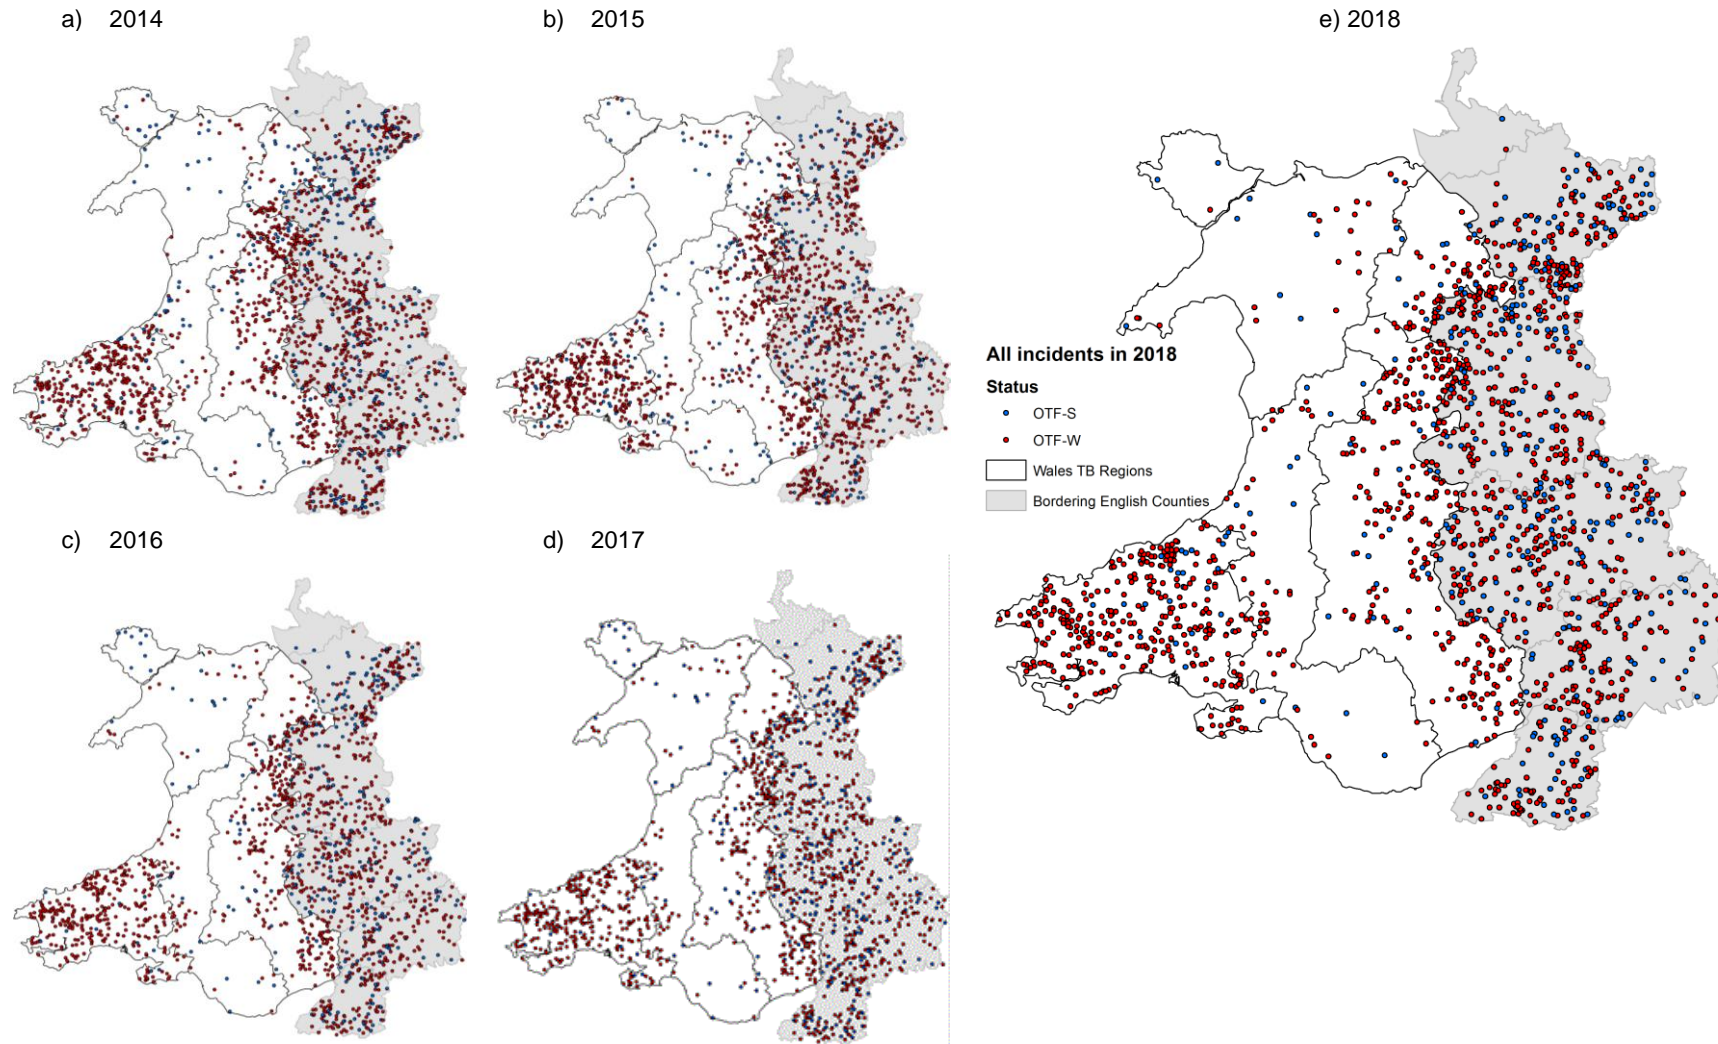 a) 2014
b) 2015
e) 2018
All incidents in 2018
Status
OTF-S
OTF-W
Wales TB Regions
Bordering English Counties
c) 2016
d) 2017